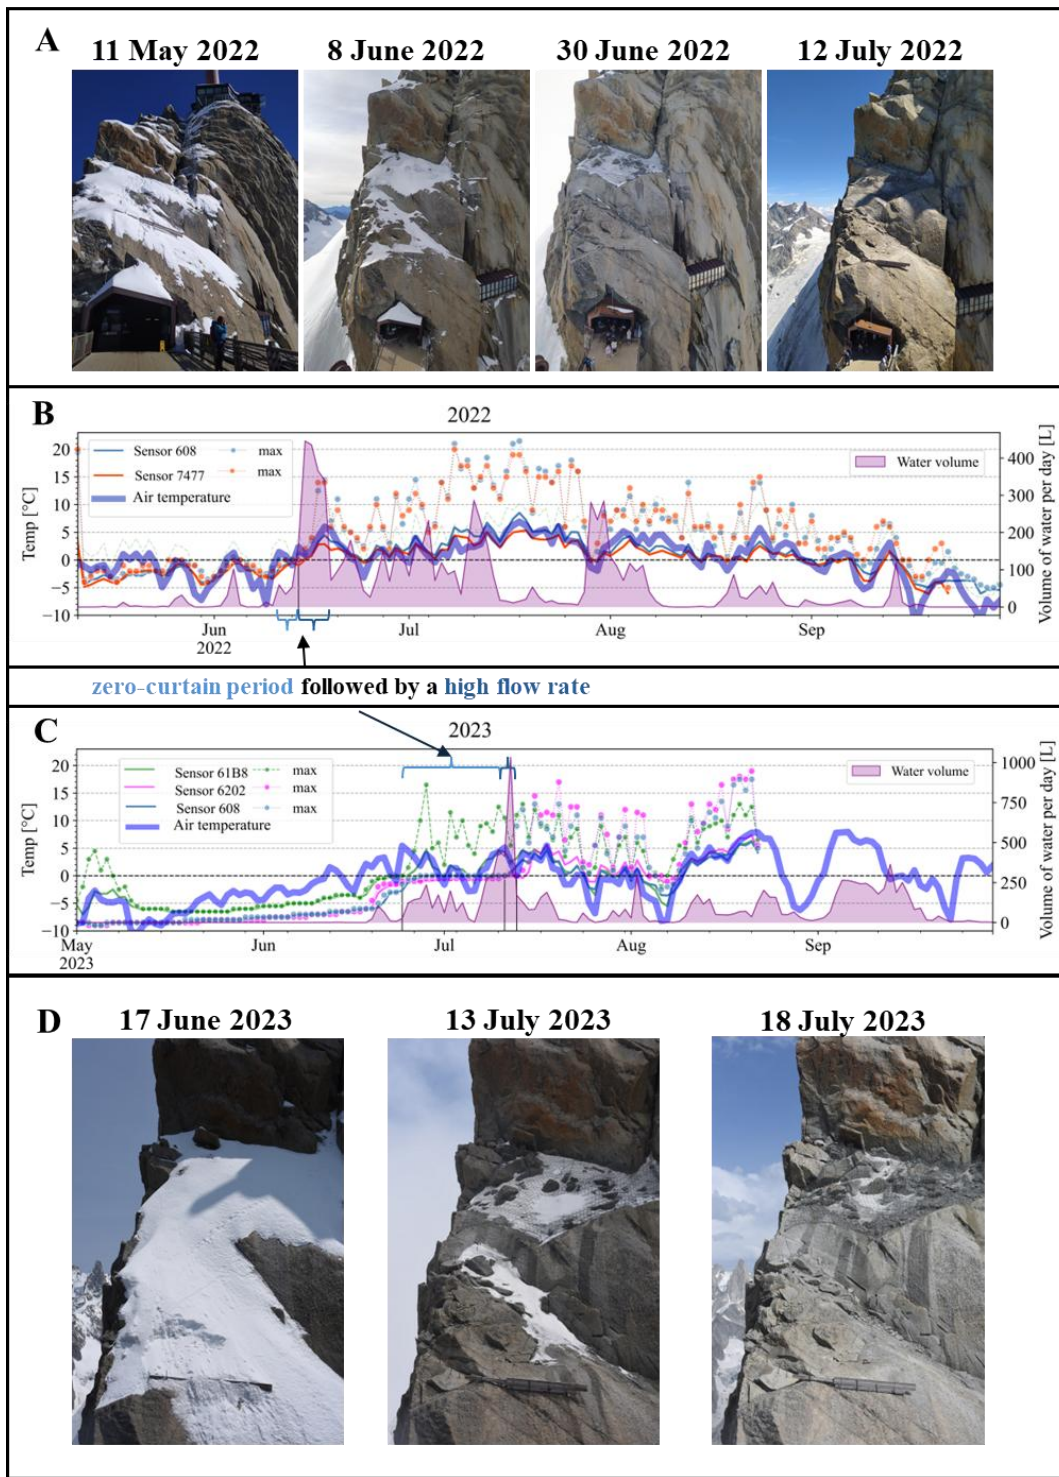 A
11 May 2022
8 June 2022
30 June 2022
12 July 2022
B
2022
Sensor 608
max
Sensor 7477
max
Air temperature
Water volume
Temp [°C]
20
15
10
5
0
−5
−10
Volume of water per day [L]
400
300
200
100
0
Jun
2022
Jul
Aug
Sep
zero-curtain period followed by a high flow rate
C
2023
Sensor 61B8
max
Sensor 6202
max
Sensor 608
max
Air temperature
Water volume
Temp [°C]
20
15
10
5
0
−5
−10
Volume of water per day [L]
1000
750
500
250
0
May
2023
Jun
Jul
Aug
Sep
D
17 June 2023
13 July 2023
18 July 2023